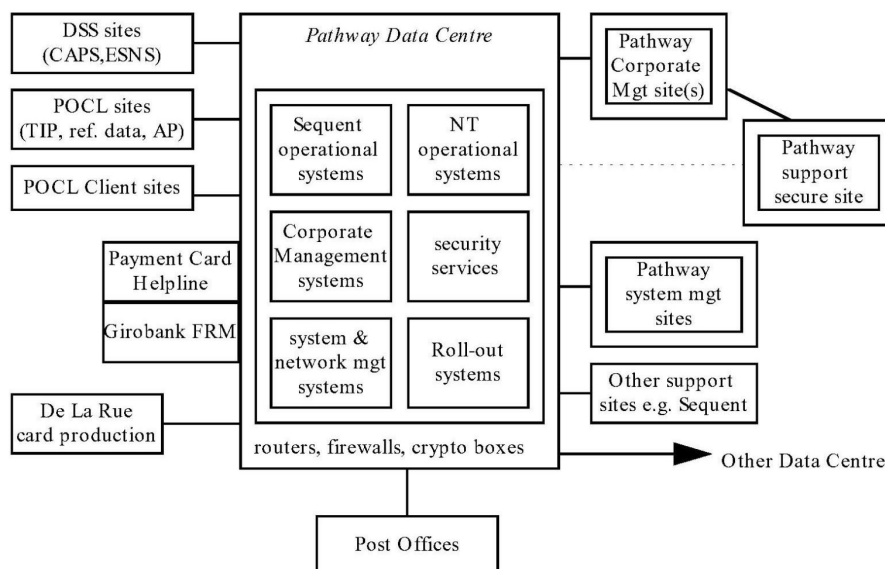 DSS sites
(CAPS,ESNS)
POCL sites
(TIP, ref. data, AP)
POCL Client sites
Payment Card
Helpline
Girobank FRM
De La Rue
card production
Pathway Data Centre
Sequent
operational
systems
NT
operational
systems
Corporate
Management
systems
security
services
system &
network mgt
systems
Roll-out
systems
routers, firewalls, crypto boxes
Pathway
Corporate
Mgt site(s)
Pathway
support
secure site
Pathway
system mgt
sites
Other support
sites e.g. Sequent
Other Data Centre
Post Offices